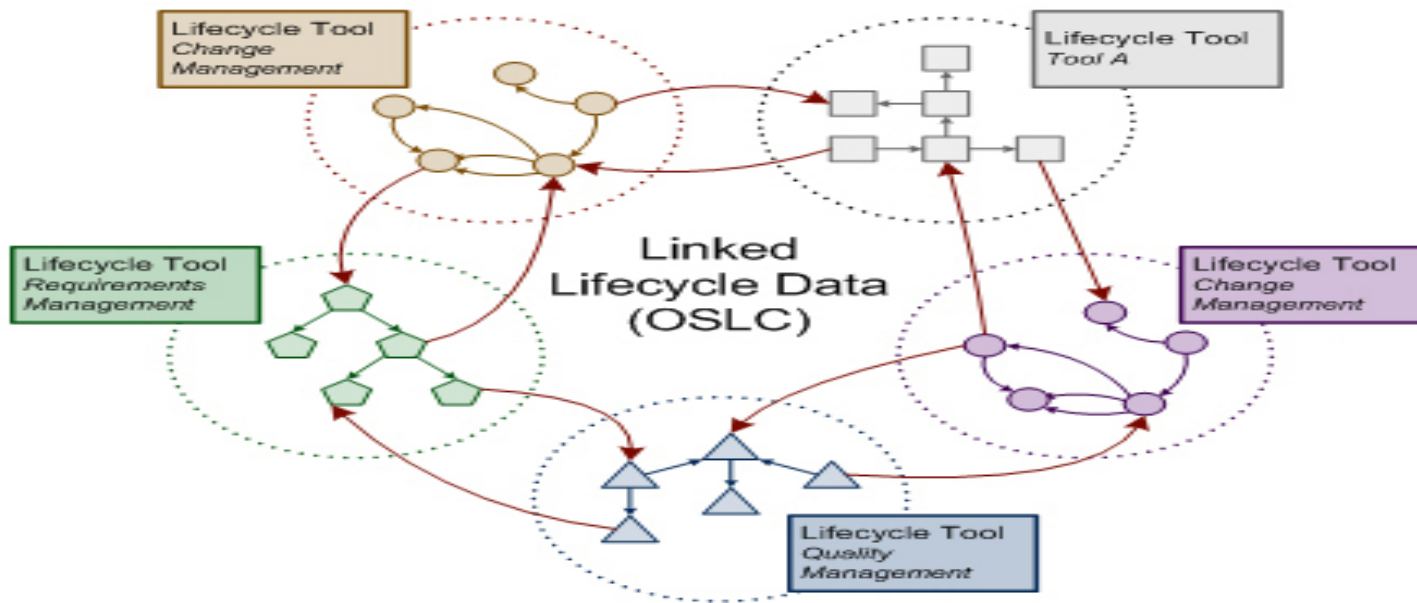 Lifecycle Tool
Change
Management
Lifecycle Tool
Tool A
Linked
Lifecycle Data
(OSLC)
Lifecycle Tool
Requirements
Management
Lifecycle Tool
Change
Management
Lifecycle Tool
Quality
Management